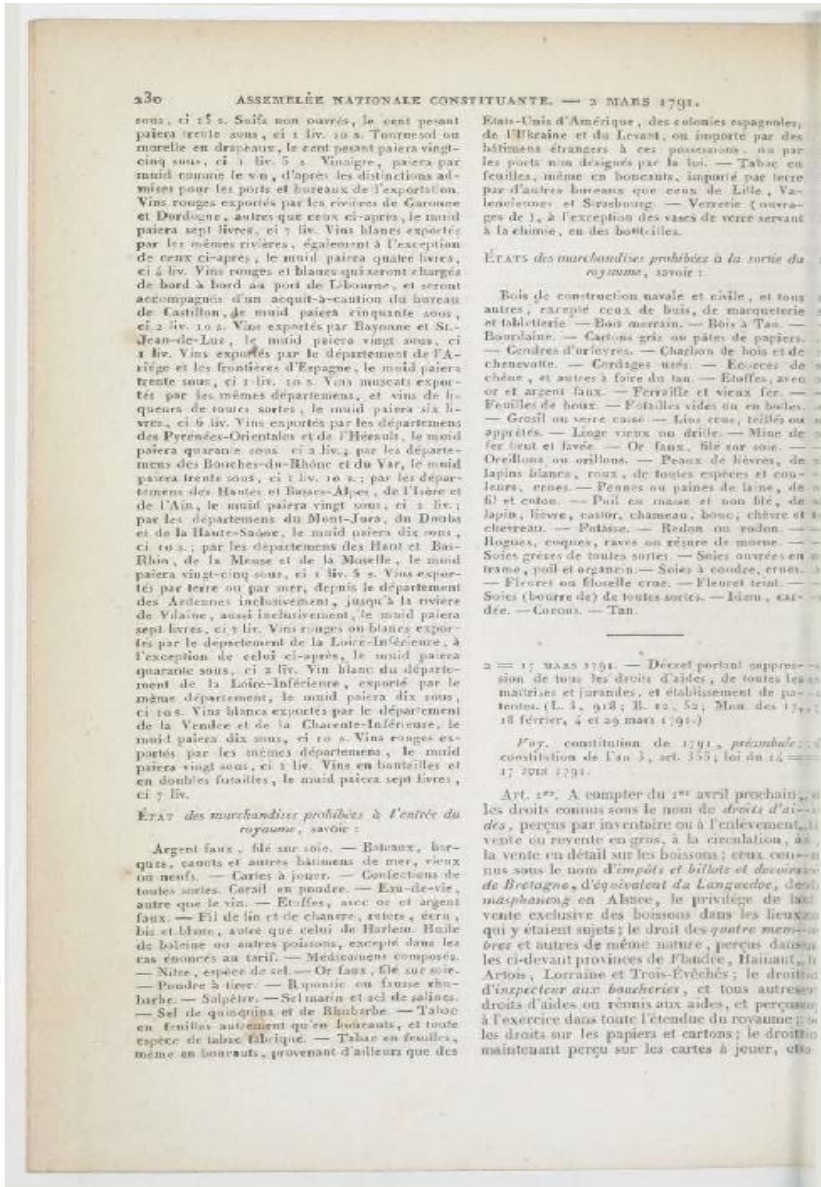 230 ASSEMBLÉE NATIONALE CONSTITUANTE. — 2 MARS 1791.
sous, ci 15 s. Suifs non ouvrés, le cent pesant
paiera trente sous, ci 1 liv. 10 s. Tournesol ou
morelle en drapeaux, le cent pesant paiera vingt-
cinq sous, ci 1 liv. 5 s. Vinaigre, paiera par
muid comme le vin, d'après les distinctions ad-
mises pour les ports et bureaux de l'exportation.
Vins rouges exportés par les rivières de Garonne
et Dordogne, autres que ceux ci-après, le muid
paiera sept livres, ci 7 liv. Vins blancs exportés
par les mêmes rivières, également à l'exception
de ceux ci-après, le muid paiera quatre livres,
ci 4 liv. Vins rouges et blancs qui seront chargés
de bord à bord au port de Libourne, et seront
accompagnés d'un acquit-à-caution du bureau
de Castillon, le muid paiera cinquante sous,
ci 2 liv. 10 s. Vins exportés par Bayonne et St.-
Jean-de-Luz, le muid paiera vingt sous, ci
1 liv. Vins exportés par le département de l'A-
riége et les frontières d'Espagne, le muid paiera
trente sous, ci 1 liv. 10 s. Vins muscats expor-
tés par les mêmes départemens, et vins de li-
queurs de toutes sortes, le muid paiera six li-
vres, ci 6 liv. Vins exportés par les départemens
des Pyrénées-Orientales et de l'Hérault, le muid
paiera quarante sous ci 2 liv.; par les départe-
mens des Bouches-du-Rhône et du Var, le muid
paiera trente sous, ci 1 liv. 10 s.; par les dépar-
temens des Hautes et Basses-Alpes, de l'Isère et
de l'Ain, le muid paiera vingt sous, ci 1 liv.;
par les départemens du Mont-Jura, du Doubs
et de la Haute-Saône, le muid paiera dix sous,
ci 10 s.; par les départemens des Haut et Bas-
Rhin, de la Meuse et de la Moselle, le muid
paiera vingt-cinq sous, ci 1 liv. 5 s. Vins expor-
tés par terre ou par mer, depuis le département
des Ardennes inclusivement, jusqu'à la rivière
de Vilaine, aussi inclusivement, le muid paiera
sept livres, ci 7 liv. Vins rouges ou blancs expor-
tés par le département de la Loire-Inférieure, à
l'exception de celui ci-après, le muid paiera
quarante sous, ci 2 liv. Vin blanc du départe-
ment de la Loire-Inférieure, exporté par le
même département, le muid paiera dix sous,
ci 10 s. Vins blancs exportés par le département
de la Vendée et de la Charente-Inférieure, le
muid paiera dix sous, ci 10 s. Vins rouges ex-
portés par les mêmes départemens, le muid
paiera vingt sous, ci 1 liv. Vins en bouteilles et
en doubles futailles, le muid paiera sept livres,
ci 7 liv.
ÉTAT des marchandises prohibées à l'entrée du
royaume, savoir :
Argent faux, filé sur soie. — Bateaux, bar-
ques, canots et autres bâtimens de mer, vieux
ou neufs. — Cartes à jouer. — Confections de
toutes sortes. Corail en poudre. — Eau-de-vie,
autre que le vin. — Etoffes, avec or et argent
faux. — Fil de lin et de chanvre, retors, écru,
bis et blanc, autre que celui de Harlem. Huile
de baleine ou autres poissons, excepté dans les
cas énoncés au tarif. — Médicamens composés.
— Nitre, espèce de sel. — Or faux, filé sur soie.
— Poudre à tirer. — Rapontic ou fausse rhu-
barbe. — Salpêtre. — Sel marin et sel de salines.
— Sel de quinquina et de Rhubarbe. — Tabac
en feuilles autrement qu'en boucauts, et toute
espèce de tabac fabriqué. — Tabac en feuilles,
même en boucauts, provenant d'ailleurs que des
Etats-Unis d'Amérique, des colonies espagnoles,
de l'Ukraine et du Levant, ou importé par des
bâtimens étrangers à ces possessions, ou par
les ports non désignés par la loi. — Tabac en
feuilles, même en boucauts, importé par terre
par d'autres bureaux que ceux de Lille, Va-
lenciennes et Strasbourg. — Verrerie (ouvra-
ges de), à l'exception des vases de verre servant
à la chimie, en des bouteilles.
ÉTATS des marchandises prohibées à la sortie du
royaume, savoir :
Bois de construction navale et civile, et tous
autres, excepté ceux de buis, de marqueterie
et tabletterie — Bois merrain. — Bois à Tan. —
Bourdaine. — Cartons gris ou pâtes de papiers.
— Cendres d'orfèvres. — Charbon de bois et de
chenevotte. — Cordages usés. — Ecorces de
chêne, et autres à faire du tan. — Etoffes, avec
or et argent faux. — Ferraille et vieux fer. —
Feuilles de houx. — Futailles vides ou en bottes.
— Grosil ou verre cassé. — Lins crus, teillés ou
apprêtés. — Linge vieux ou drille. — Mine de
fer brut et lavée. — Or faux, filé sur soie. —
Oreillons ou orillons. — Peaux de lièvres, de
lapins blancs, roux, de toutes espèces et cou-
leurs, crues. — Pennes ou paines de laine, de
fil et coton. — Poil en masse et non filé, de
lapin, lièvre, castor, chameau, bouc, chèvre et
chevreau. — Potasse. — Redon ou rodon. —
Rogues, coques, raves ou résure de morue. —
Soies grèzes de toutes sortes. — Soies ouvrées en
trame, poil et organcin. — Soies à coudre, crues.
— Fleuret ou filoselle crue. — Fleuret teint. —
Soies (bourre de) de toutes sortes. — Idem, car-
dée. — Cocons. — Tan.
2 = 17 MARS 1791. — Décret portant suppres-
sion de tous les droits d'aides, de toutes les
maîtrises et jurandes, et établissement de pa-
tentes. (L. 3, 918; B. 12, 52; Mon. des 17,
18 février, 4 et 29 mars 1791.)
Voy. constitution de 1791, préambule;
constitution de l'an 3, art. 355; loi du 14 =
17 JUIN 1791.
Art. 1er. A compter du 1er avril prochain,
les droits connus sous le nom de droits d'ai-
des, perçus par inventaire ou à l'enlèvement,
vente ou revente en gros, à la circulation, à
la vente en détail sur les boissons; ceux con-
nus sous le nom d'impôts et billots et devoirs
de Bretagne, d'équivalent du Languedoc, de
masphaneng en Alsace, le privilége de la
vente exclusive des boissons dans les lieux
qui y étaient sujets; le droit des quatre mem-
bres et autres de même nature, perçus dans
les ci-devant provinces de Flandre, Hainaut,
Artois, Lorraine et Trois-Évêchés; le droit
d'inspecteur aux boucheries, et tous autres
droits d'aides ou réunis aux aides, et perçus
à l'exercice dans toute l'étendue du royaume;
les droits sur les papiers et cartons; le droit
maintenant perçu sur les cartes à jouer, et